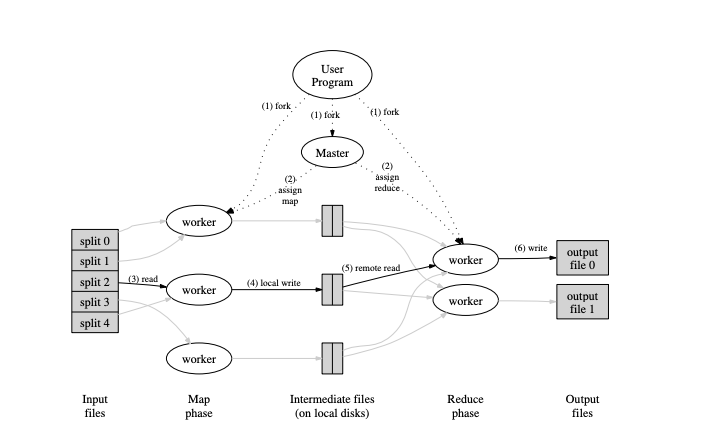 User
Program
(1) fork
(1) fork
(1) fork
Master
(2)
assign
map
(2)
assign
reduce
worker
split 0
split 1
split 2
split 3
split 4
(3) read
worker
(4) local write
(5) remote read
worker
worker
(6) write
output
file 0
output
file 1
worker
Input
files
Map
phase
Intermediate files
(on local disks)
Reduce
phase
Output
files